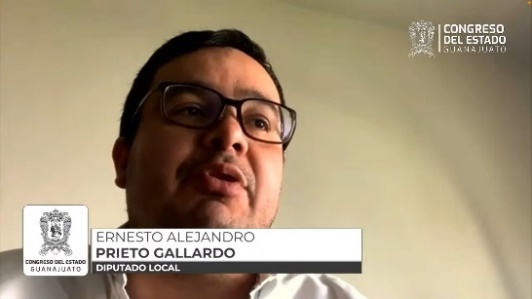 CONGRESO
DEL ESTADO
GUANAJUATO
CONGRESO DEL ESTADO
GUANAJUATO
ERNESTO ALEJANDRO
PRIETO GALLARDO
DIPUTADO LOCAL